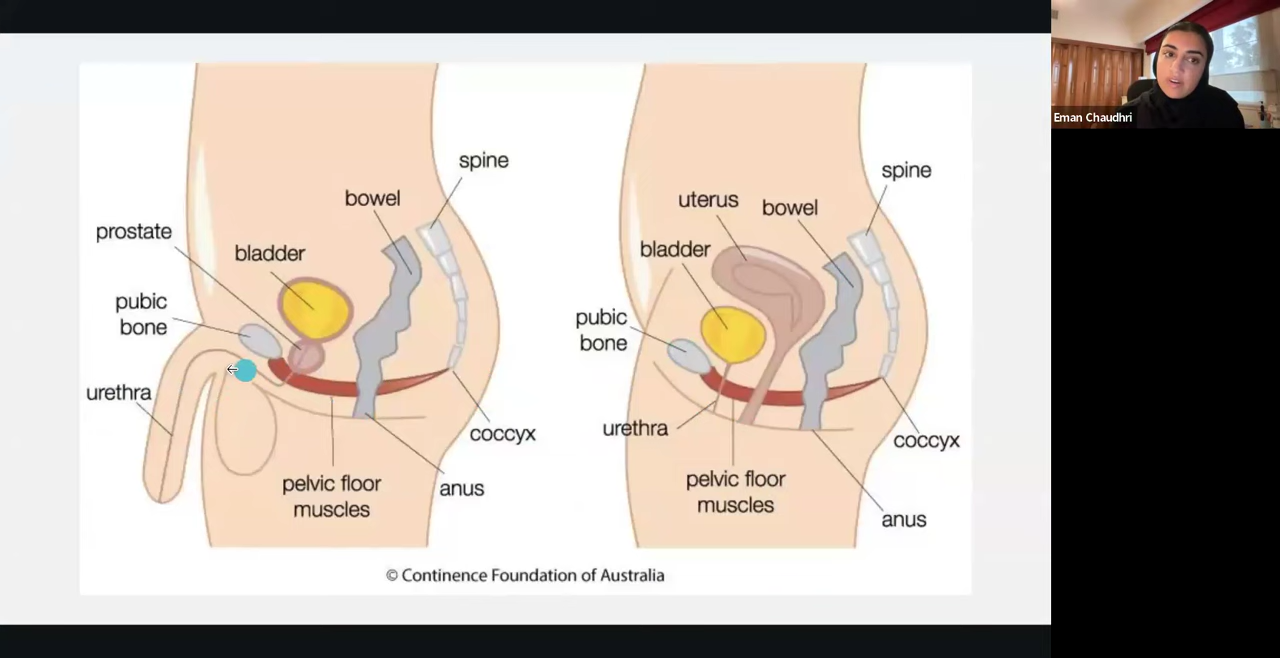 spine
bowel
prostate
bladder
pubic
bone
urethra
coccyx
pelvic floor
muscles
anus
spine
uterus
bowel
bladder
pubic
bone
urethra
coccyx
pelvic floor
muscles
anus
© Continence Foundation of Australia
Eman Chaudhri